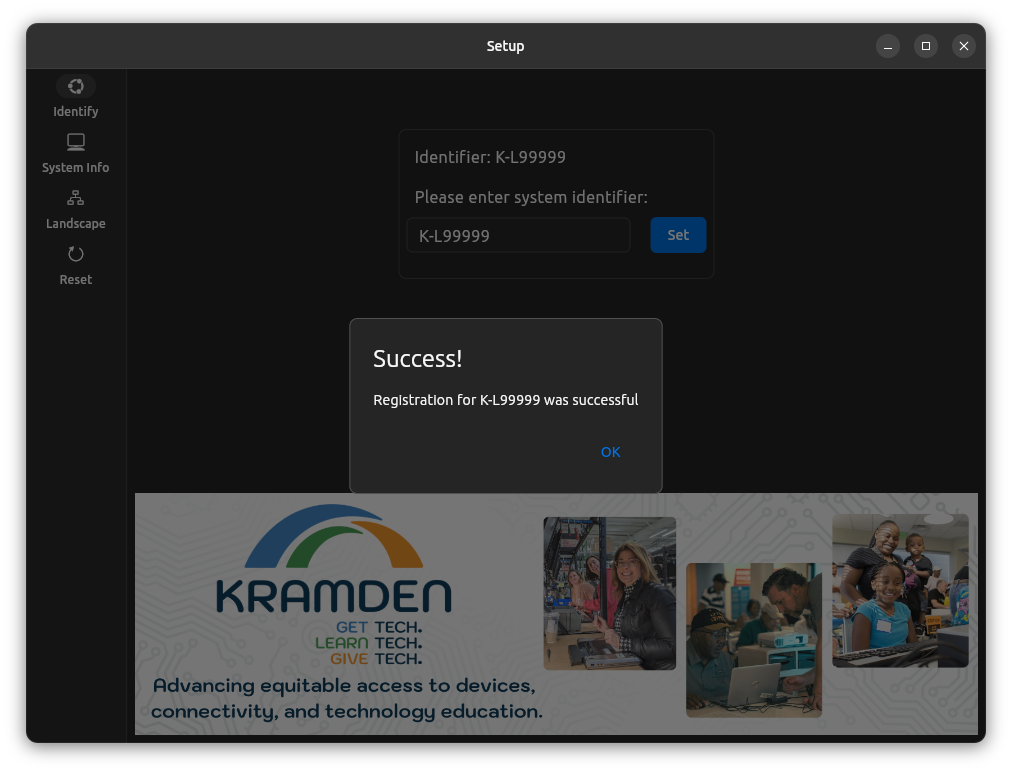 Setup
Identify
System Info
Landscape
Reset
Identifier: K-L99999
Please enter system identifier:
K-L99999
Set
Success!
Registration for K-L99999 was successful
OK
KRAMDEN
GET TECH.
LEARN TECH.
GIVE TECH.
Advancing equitable access to devices,
connectivity, and technology education.